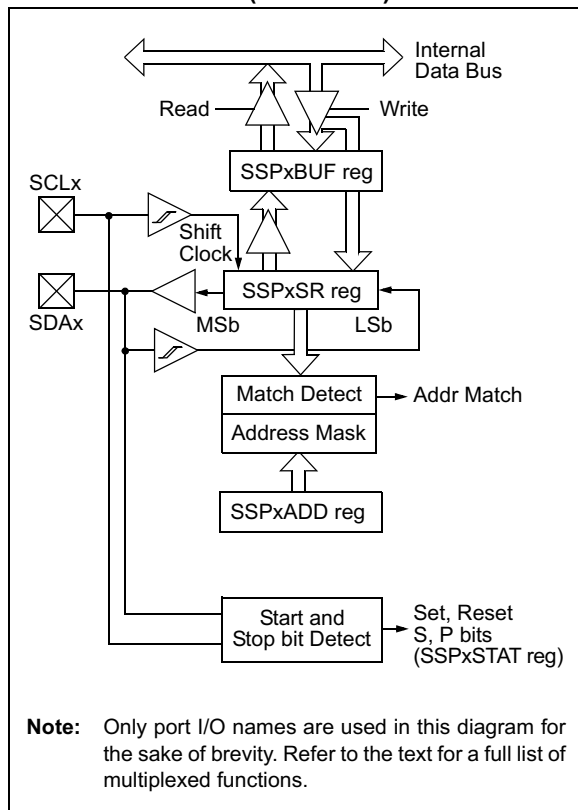 Internal
Data Bus
Read
Write
SSPxBUF reg
SCLx
Shift
Clock
SSPxSR reg
SDAx
MSb
LSb
Match Detect
Addr Match
Address Mask
SSPxADD reg
Start and
Stop bit Detect
Set, Reset
S, P bits
(SSPxSTAT reg)
Note: Only port I/O names are used in this diagram for
the sake of brevity. Refer to the text for a full list of
multiplexed functions.